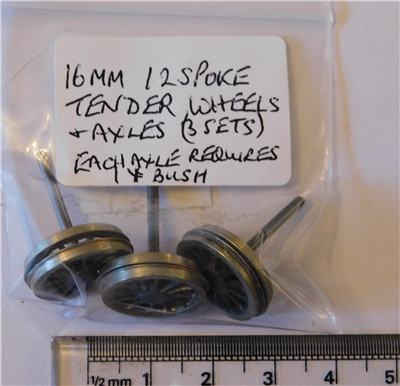 16MM 12SPOKE
TENDER WHEELS
+ AXLES (3 SETS)
EACH AXLE REQUIRES
1 X BUSH
1/2 mm 1 2 3 4 5